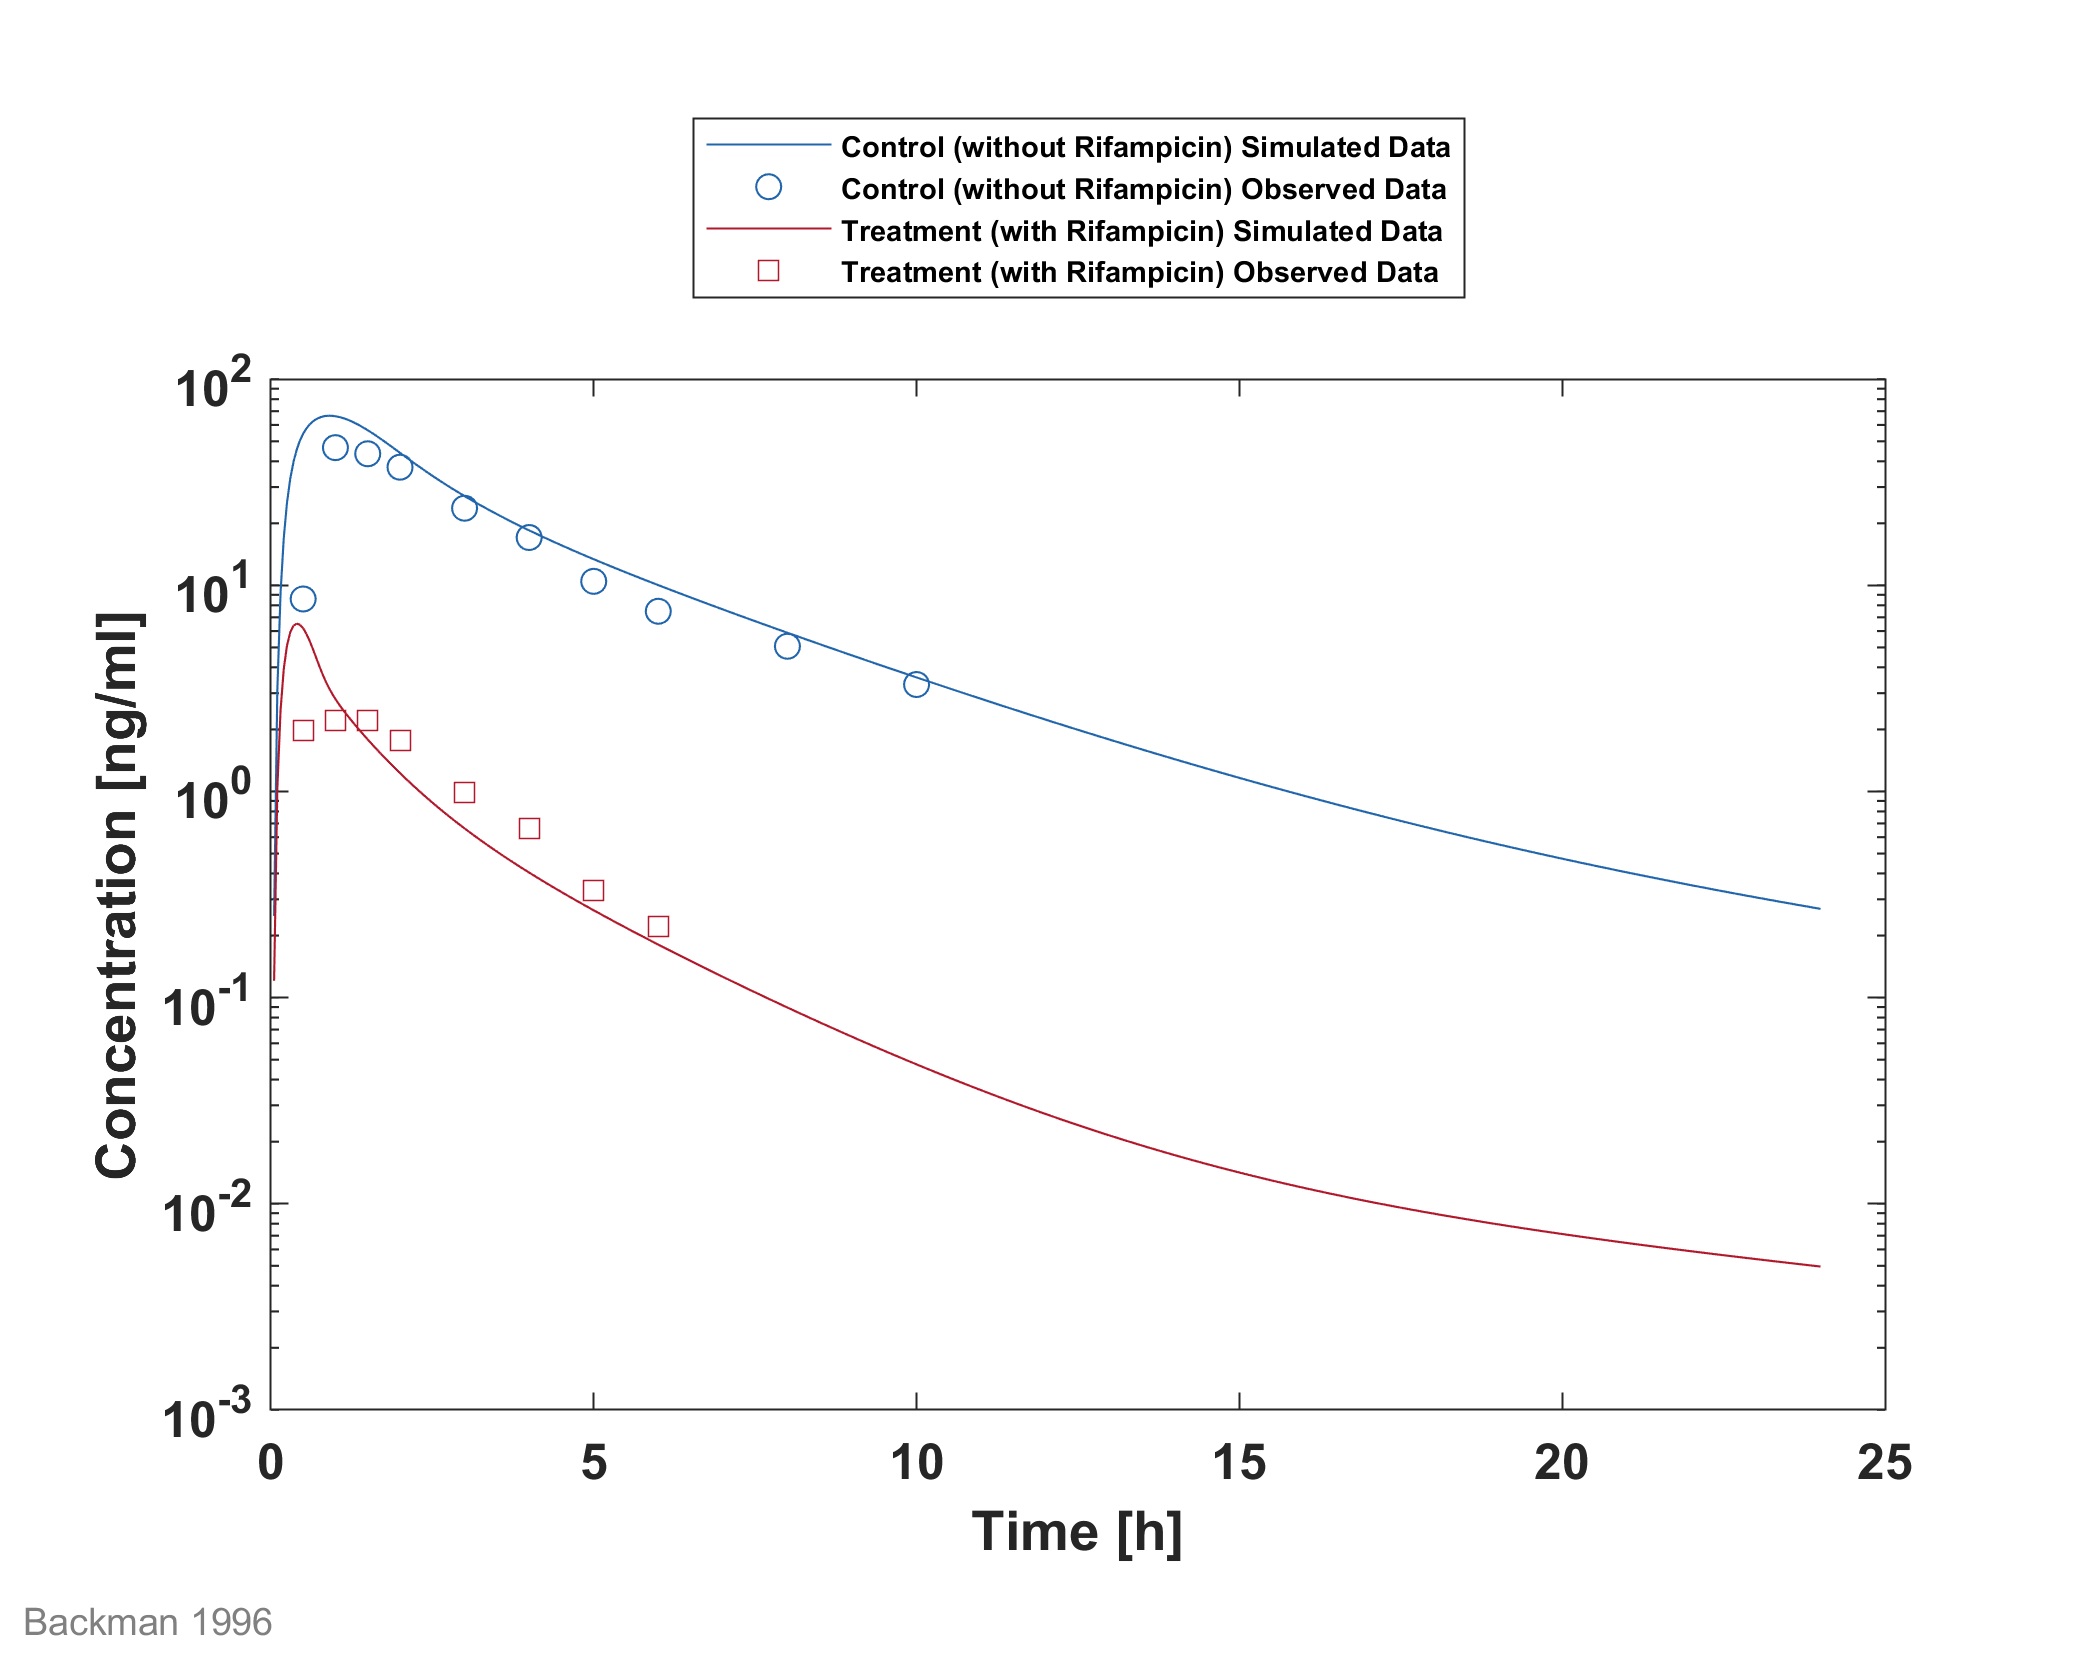 Control (without Rifampicin) Simulated Data
Control (without Rifampicin) Observed Data
Treatment (with Rifampicin) Simulated Data
Treatment (with Rifampicin) Observed Data
10^2
10^1
10^0
10^-1
10^-2
10^-3
Concentration [ng/ml]
0 5 10 15 20 25
Time [h]
Backman 1996